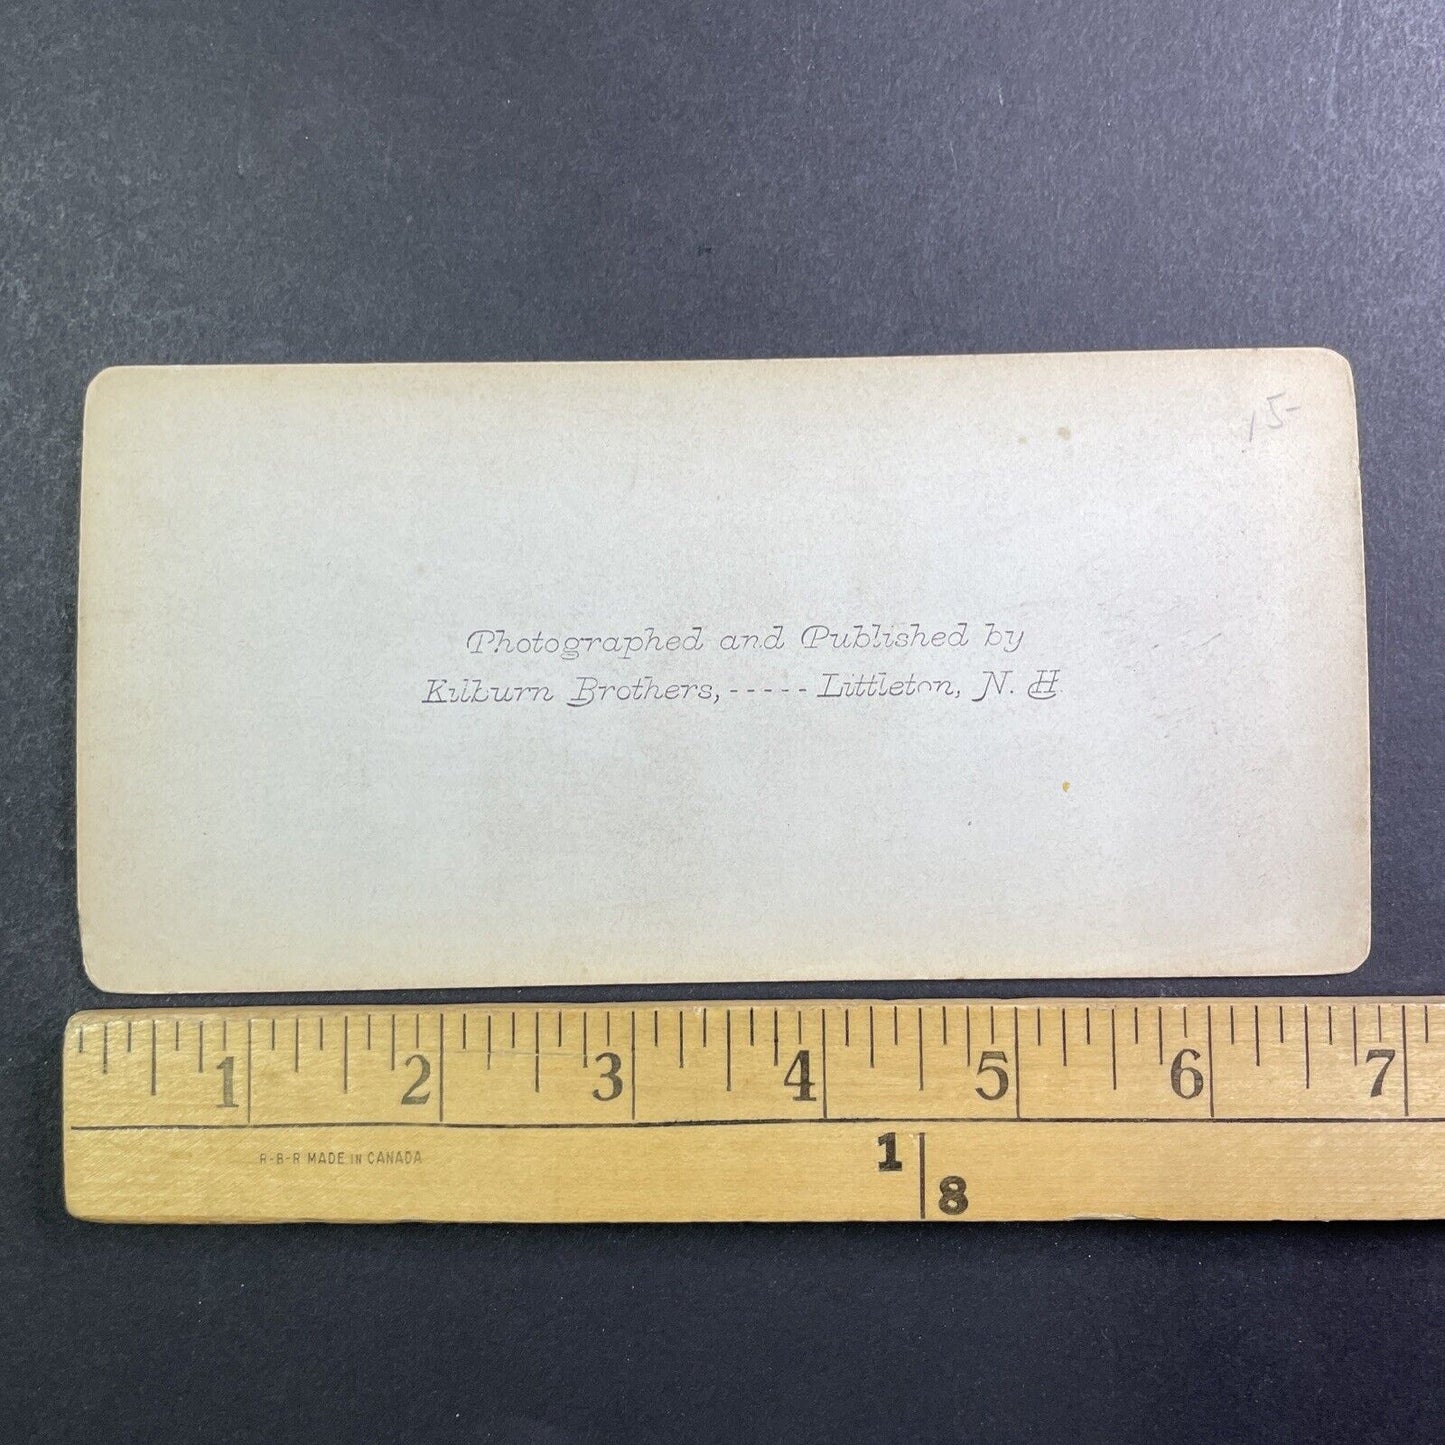 15-
Photographed and Published by
Kilburn Brothers, ----- Littleton, N. H.
1 2 3 4 5 6 7
R-B-R MADE IN CANADA
1
8